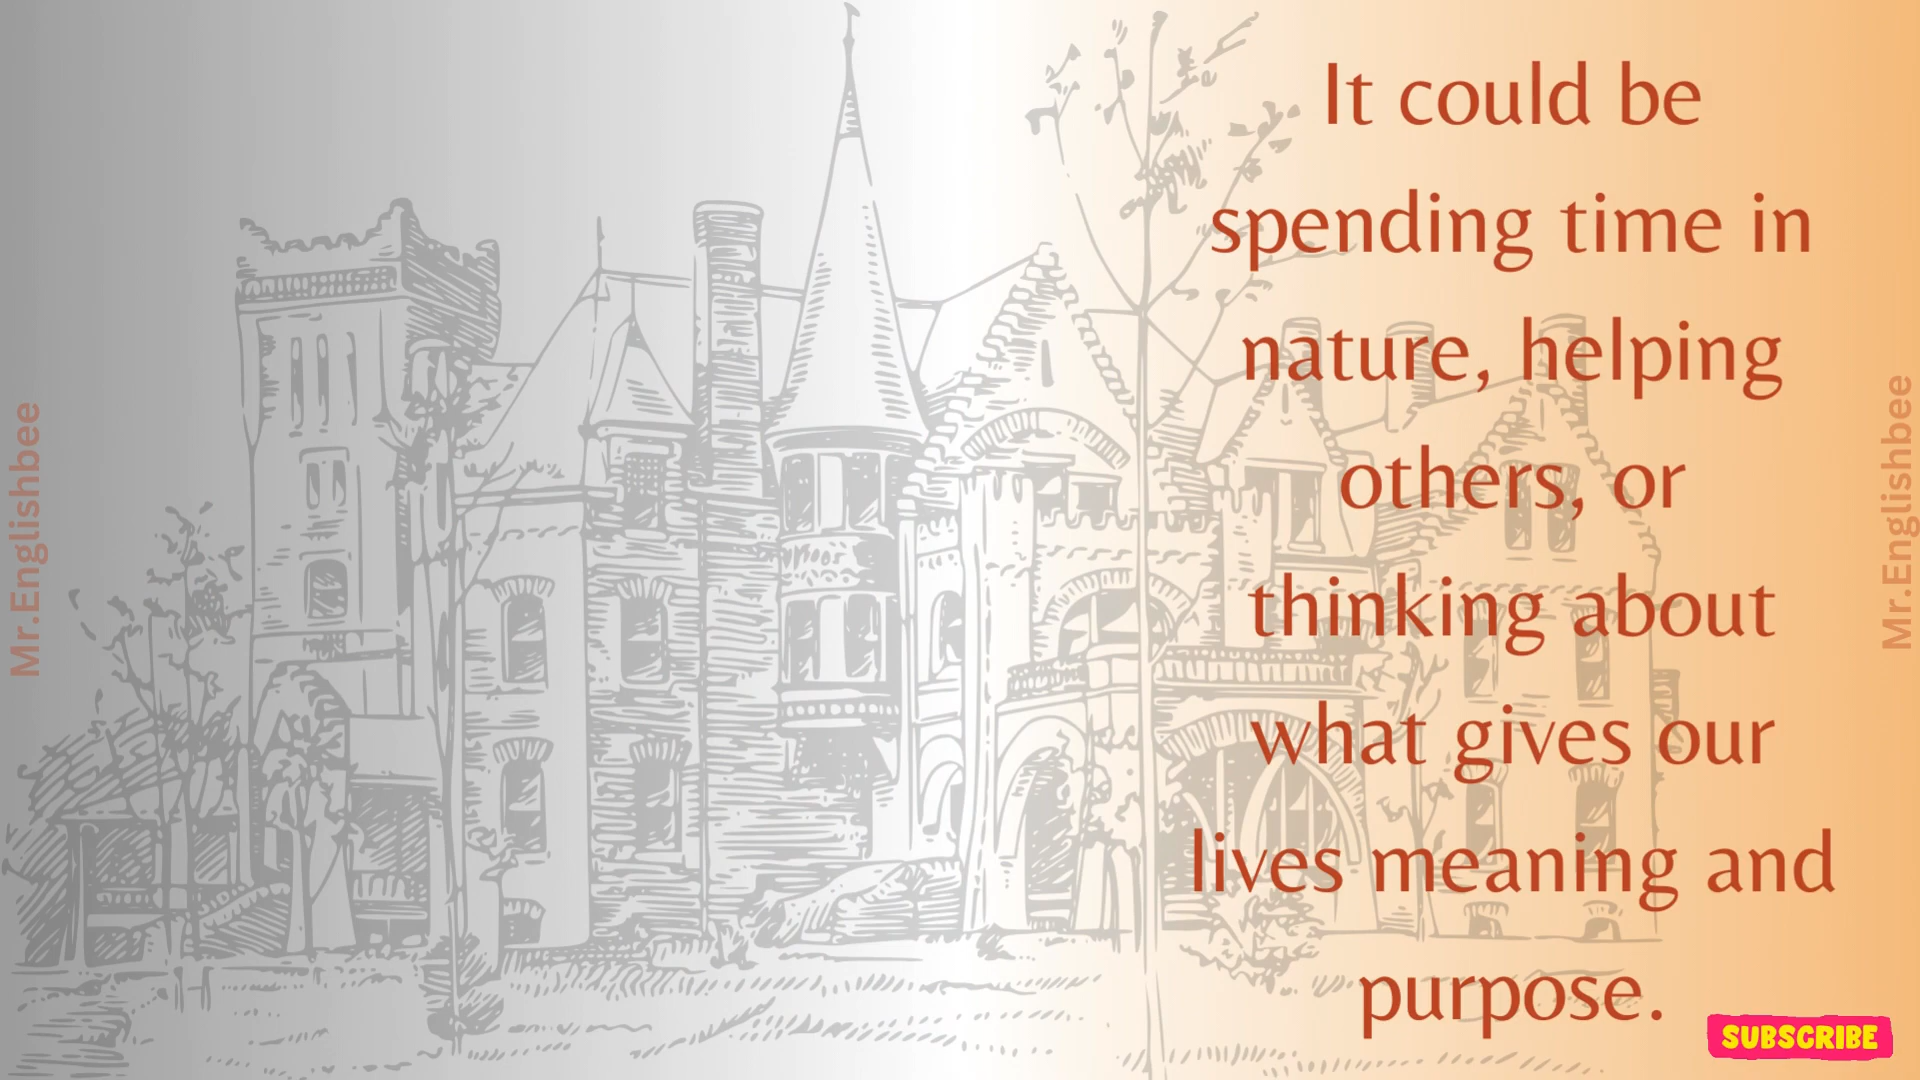 It could be
spending time in
nature, helping
others, or
thinking about
what gives our
lives meaning and
purpose.
Mr.Englishbee
Mr.Englishbee
SUBSCRIBE